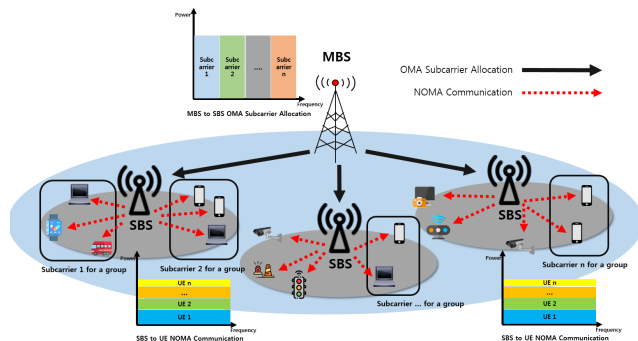 Power
Subc
arrier
1
Subc
arrier
2
....
Subc
arrier
n
Frequency
MBS to SBS OMA Subcarrier Allocation
MBS
OMA Subcarrier Allocation
NOMA Communication
SBS
SBS
SBS
Subcarrier 1 for a group
Subcarrier 2 for a group
Subcarrier ... for a group
Subcarrier n for a group
Power
UE n
...
UE 2
UE 1
Frequency
SBS to UE NOMA Communication
Power
UE n
...
UE 2
UE 1
Frequency
SBS to UE NOMA Communication